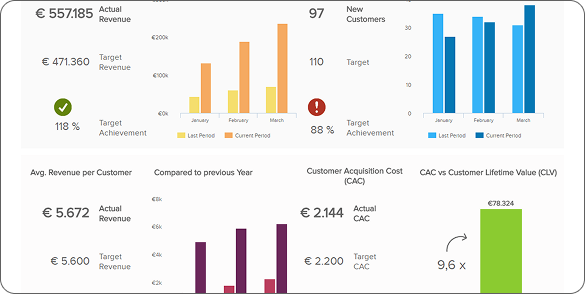 € 557.185
Actual
Revenue
€ 471.360
Target
Revenue
118 %
Target
Achievement
€200k
€100k
€0k
January
February
March
Last Period
Current Period
97
New
Customers
110
Target
88 %
Target
Achievement
40
30
20
10
0
January
February
March
Last Period
Current Period
Avg. Revenue per Customer
€ 5.672
Actual
Revenue
€ 5.600
Target
Revenue
Compared to previous Year
€8k
€6k
€4k
€2k
Customer Acquisition Cost
(CAC)
€ 2.144
Actual
CAC
€ 2.200
Target
CAC
CAC vs Customer Lifetime Value (CLV)
€78.324
9,6 x